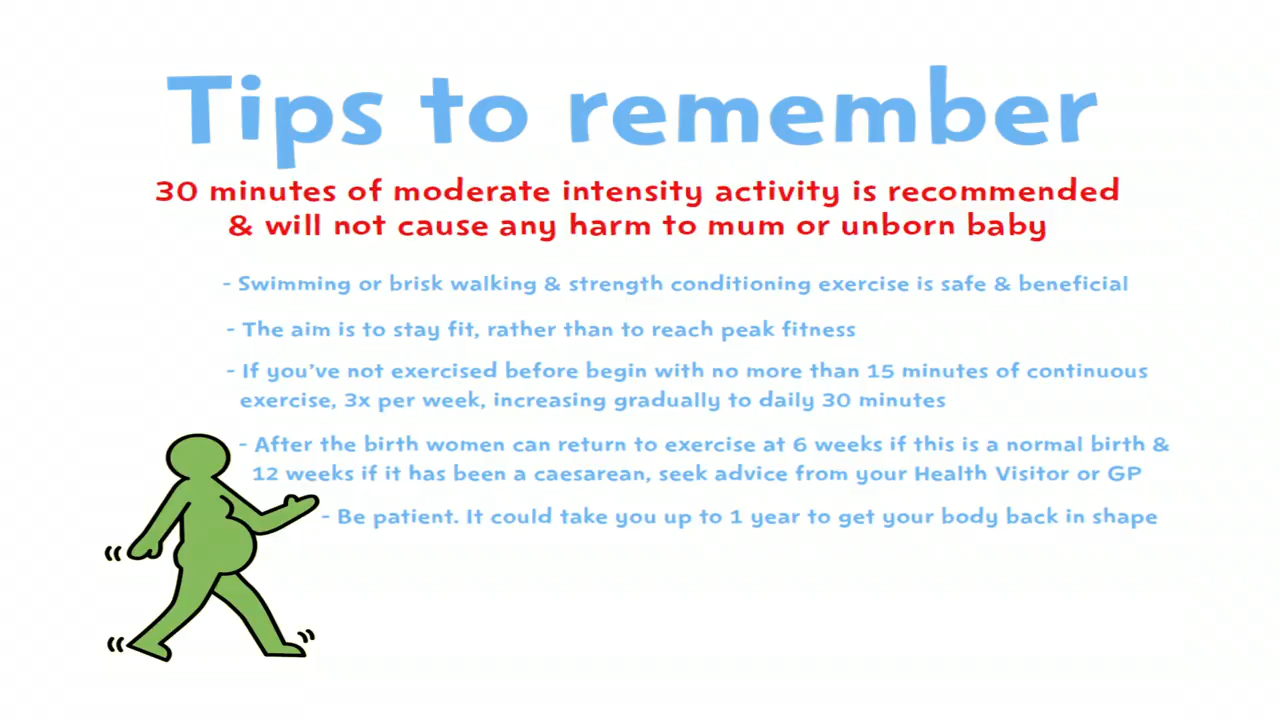 Tips to remember
30 minutes of moderate intensity activity is recommended
& will not cause any harm to mum or unborn baby
- Swimming or brisk walking & strength conditioning exercise is safe & beneficial
- The aim is to stay fit, rather than to reach peak fitness
- If you've not exercised before begin with no more than 15 minutes of continuous
exercise, 3x per week, increasing gradually to daily 30 minutes
- After the birth women can return to exercise at 6 weeks if this is a normal birth &
12 weeks if it has been a caesarean, seek advice from your Health Visitor or GP
- Be patient. It could take you up to 1 year to get your body back in shape